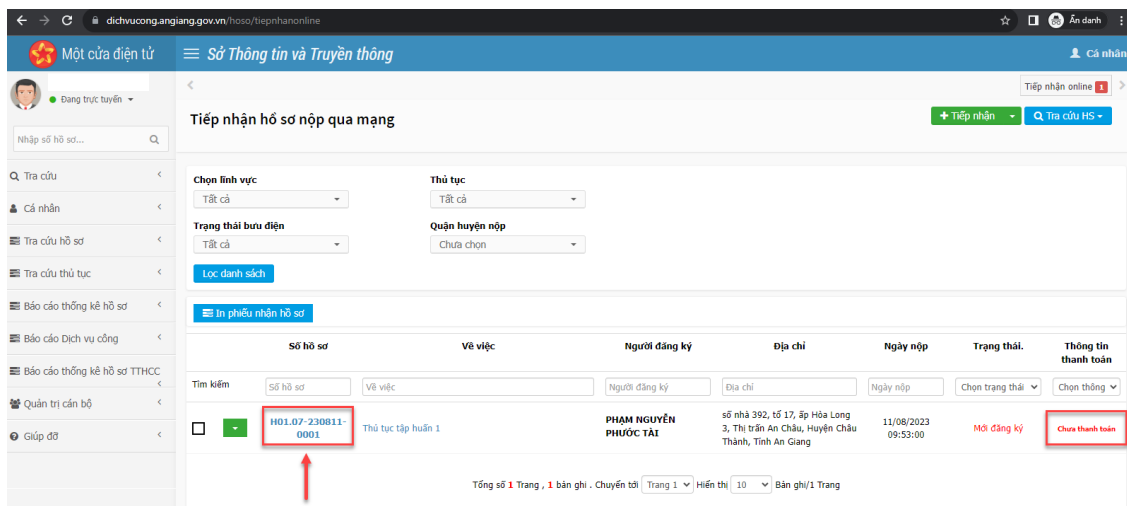 dichvucong.angiang.gov.vn/hoso/tiepnhanonline
Ẩn danh
Một cửa điện tử
Sở Thông tin và Truyền thông
Cá nhân
Đang trực tuyến
Tiếp nhận online 1
Tiếp nhận hồ sơ nộp qua mạng
Tiếp nhận
Tra cứu HS
Nhập số hồ sơ...
Tra cứu
Cá nhân
Tra cứu hồ sơ
Tra cứu thủ tục
Báo cáo thống kê hồ sơ
Báo cáo Dịch vụ công
Báo cáo thống kê hồ sơ TTHCC
Quản trị cán bộ
Giúp đỡ
Chọn lĩnh vực
Thủ tục
Tất cả
Tất cả
Trạng thái bưu điện
Quận huyện nộp
Tất cả
Chưa chọn
Lọc danh sách
In phiếu nhận hồ sơ
Số hồ sơ
Về việc
Người đăng ký
Địa chỉ
Ngày nộp
Trạng thái.
Thông tin
thanh toán
Tìm kiếm
Số hồ sơ
Về việc
Người đăng ký
Địa chỉ
Ngày nộp
Chọn trạng thái
Chọn thông
H01.07-230811-
0001
Thủ tục tập huấn 1
PHẠM NGUYỄN
PHƯỚC TÀI
số nhà 392, tổ 17, ấp Hòa Long
3, Thị trấn An Châu, Huyện Châu
Thành, Tỉnh An Giang
11/08/2023
09:53:00
Mới đăng ký
Chưa thanh toán
Tổng số 1 Trang , 1 bản ghi . Chuyển tới Trang 1 Hiển thị 10 Bản ghi/1 Trang